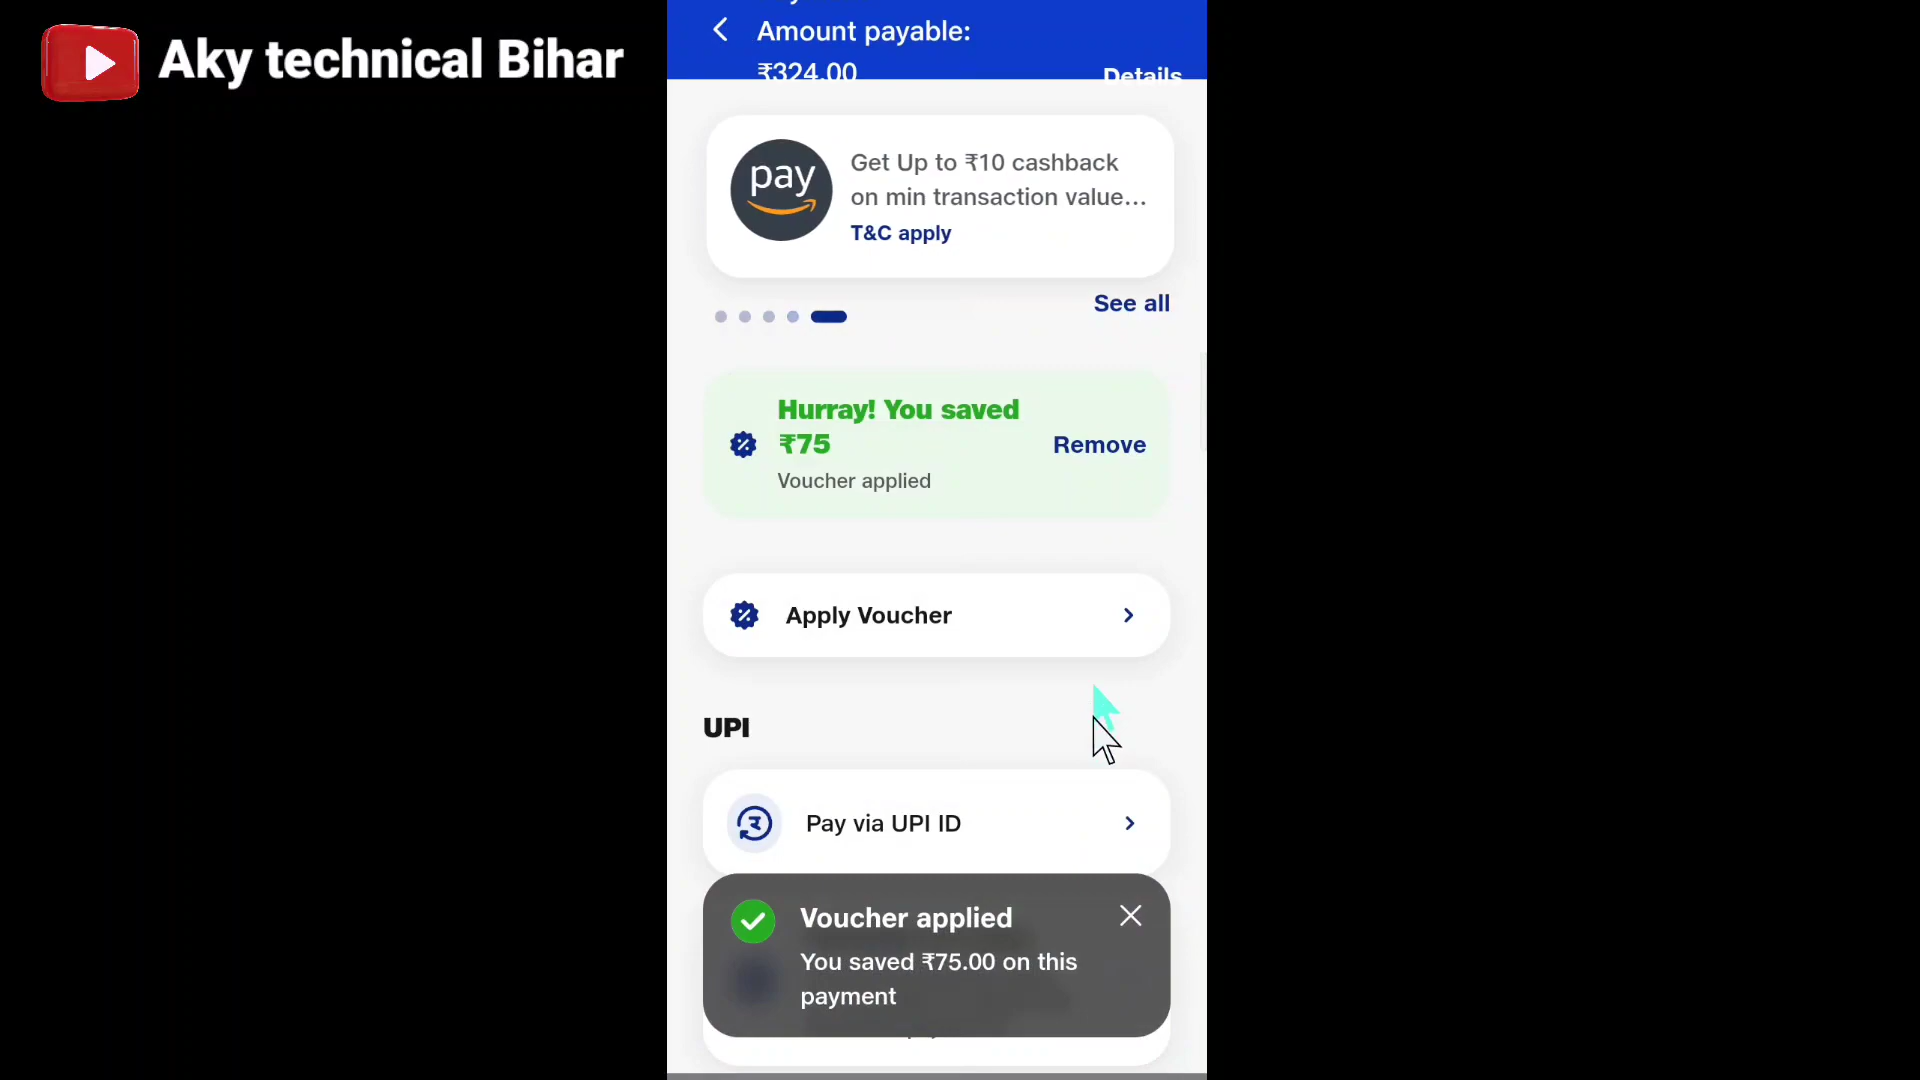 Aky technical Bihar
Amount payable:
₹324.00
Details
pay
Get Up to ₹10 cashback
on min transaction value...
T&C apply
See all
Hurray! You saved
₹75
Remove
Voucher applied
Apply Voucher
UPI
Pay via UPI ID
Voucher applied
You saved ₹75.00 on this
payment